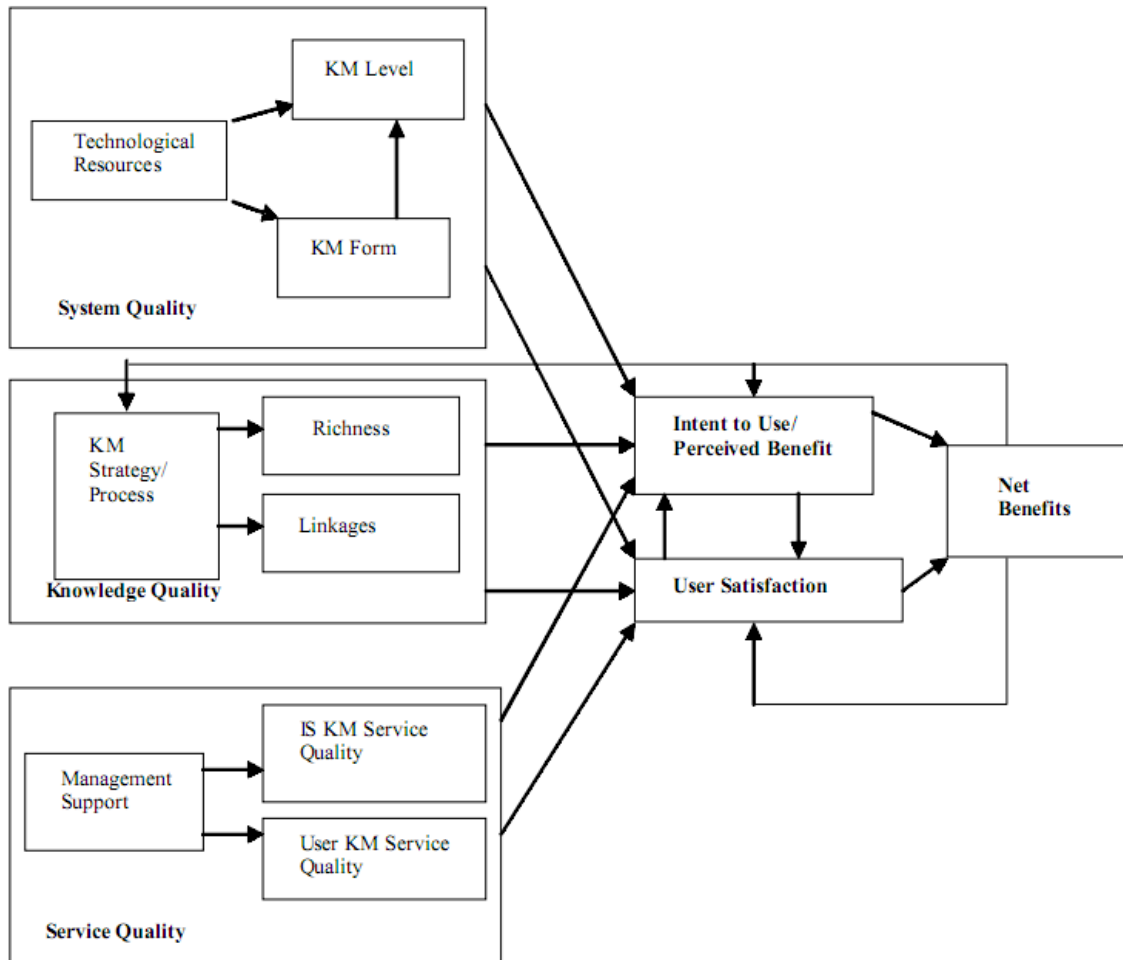 KM Level
Technological
Resources
KM Form
System Quality
KM
Strategy/
Process
Richness
Linkages
Knowledge Quality
Intent to Use/
Perceived Benefit
User Satisfaction
Net
Benefits
Management
Support
IS KM Service
Quality
User KM Service
Quality
Service Quality